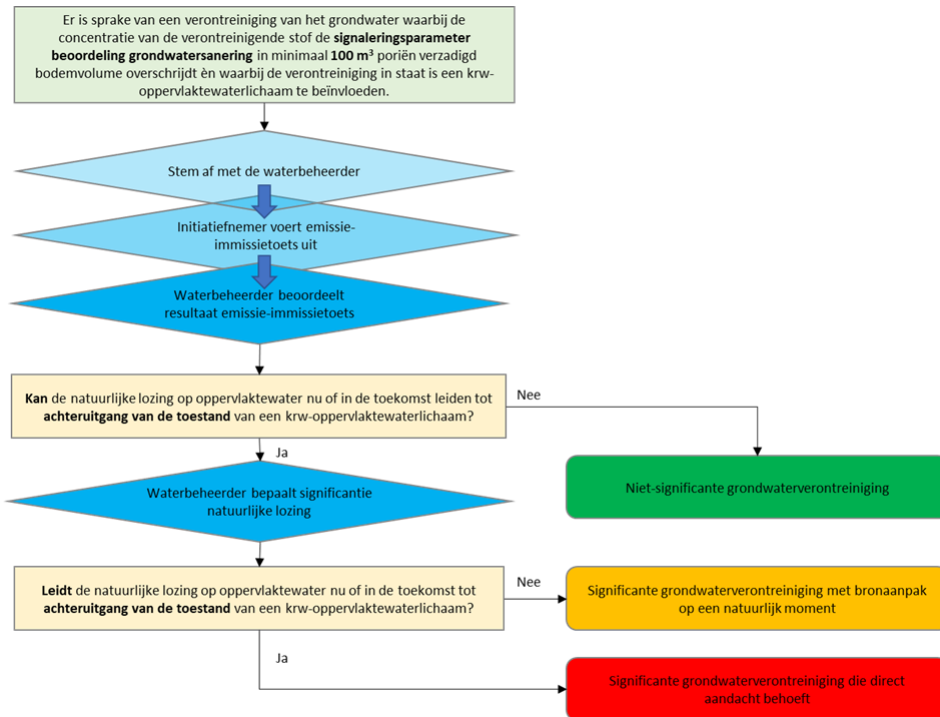 Er is sprake van een verontreiniging van het grondwater waarbij de
concentratie van de verontreinigende stof de signaleringsparameter
beoordeling grondwatersanering in minimaal 100 m³ poriën verzadigd
bodemvolume overschrijdt èn waarbij de verontreiniging in staat is een krw-
oppervlaktewaterlichaam te beïnvloeden.
Stem af met de waterbeheerder
Initiatiefnemer voert emissie-
immissietoets uit
Waterbeheerder beoordeelt
resultaat emissie-immissietoets
Kan de natuurlijke lozing op oppervlaktewater nu of in de toekomst leiden tot
achteruitgang van de toestand van een krw-oppervlaktewaterlichaam?
Nee
Ja
Niet-significante grondwaterverontreiniging
Waterbeheerder bepaalt significantie
natuurlijke lozing
Leidt de natuurlijke lozing op oppervlaktewater nu of in de toekomst tot
achteruitgang van de toestand van een krw-oppervlaktewaterlichaam?
Nee
Significante grondwaterverontreiniging met bronaanpak
op een natuurlijk moment
Ja
Significante grondwaterverontreiniging die direct
aandacht behoeft